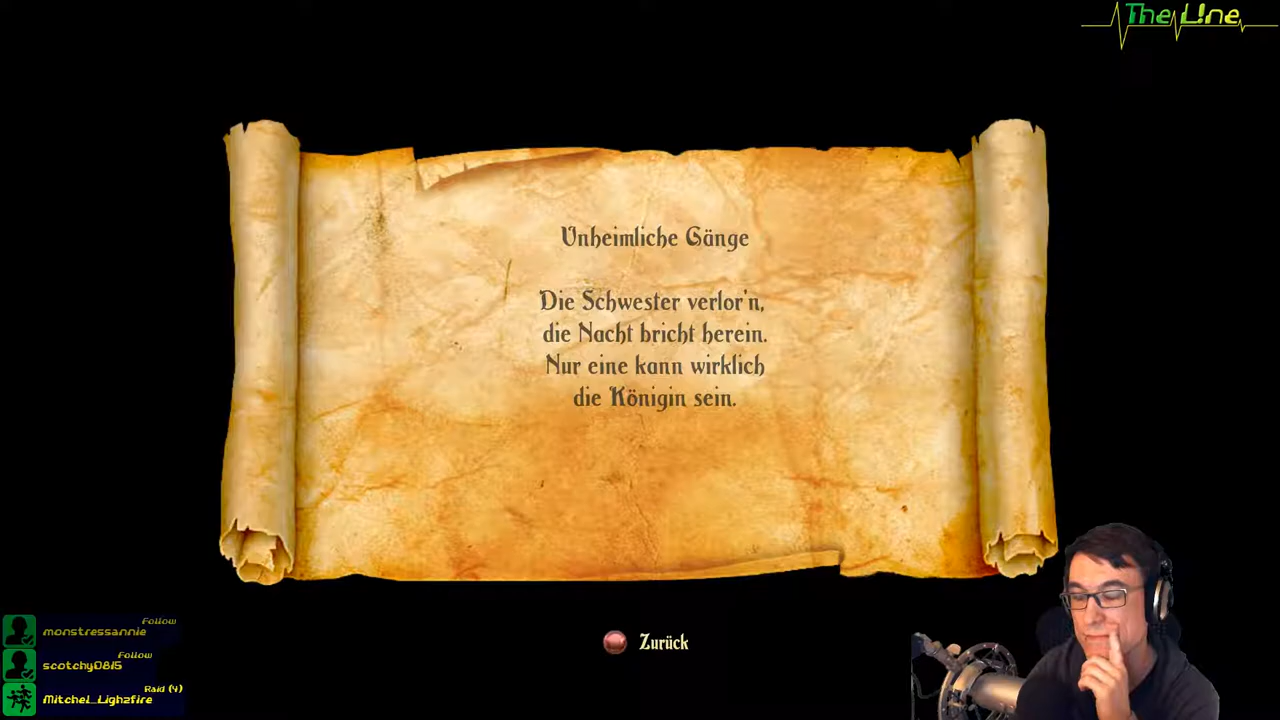 The L!ne
Unheimliche Gänge
Die Schwester verlor'n,
die Nacht bricht herein.
Nur eine kann wirklich
die Königin sein.
Zurück
Follow
monstressannie
Follow
scotchy0815
Raid (4)
Mitchel_Lighzfire